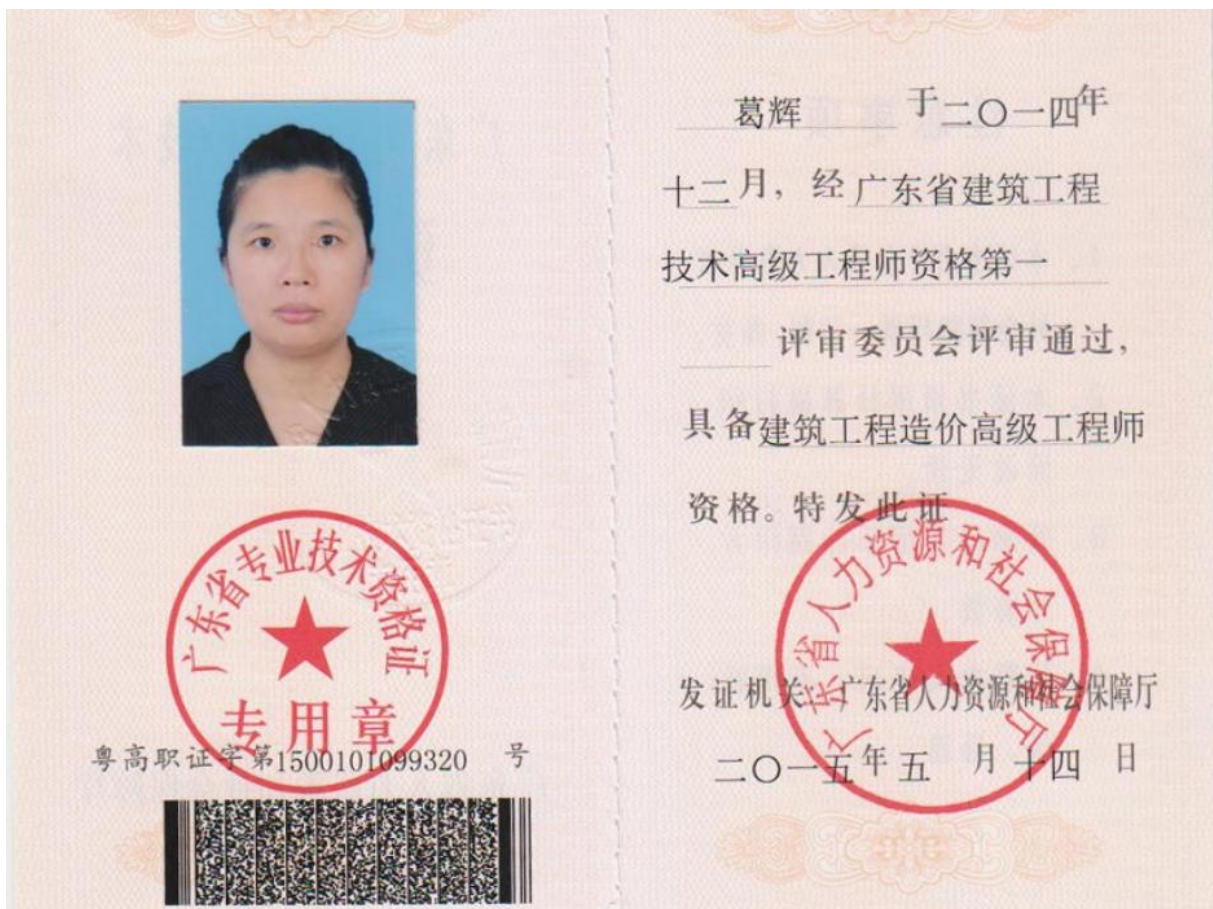 广东省专业技术资格证
专用章
粤高职证字第1500101099320 号
葛辉 于二〇一四年
十二月，经广东省建筑工程
技术高级工程师资格第一
评审委员会评审通过，
具备建筑工程造价高级工程师
资格。特发此证
广东省人力资源和社会保障厅
发证机关：广东省人力资源和社会保障厅
二〇一五年五 月十四 日